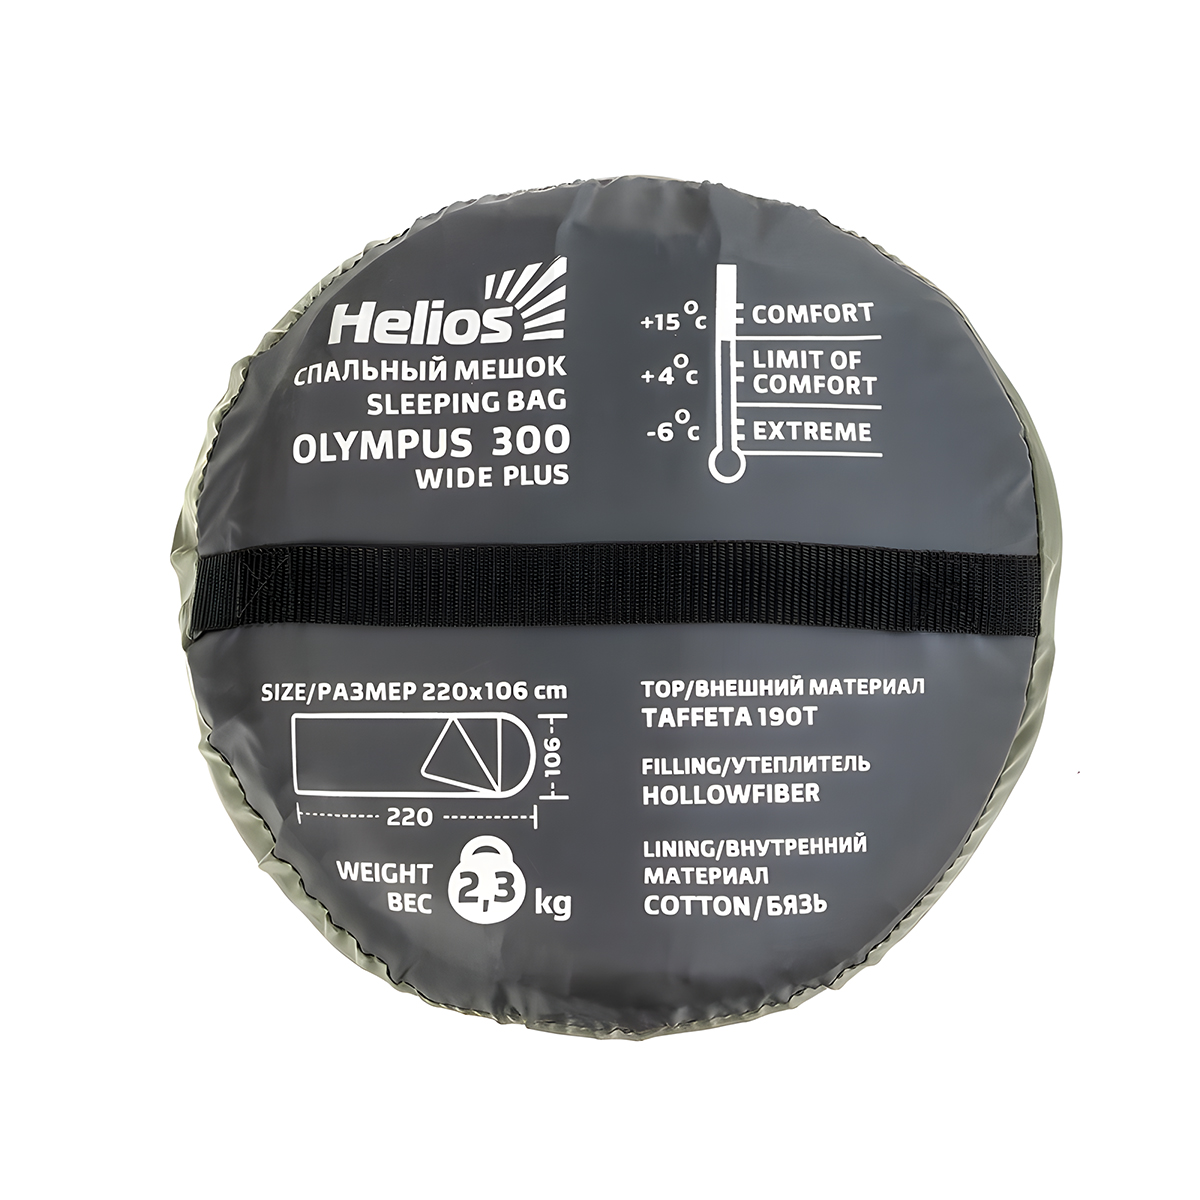 Helios
СПАЛЬНЫЙ МЕШОК
SLEEPING BAG
OLYMPUS 300
WIDE PLUS
+15°c COMFORT
+4°c LIMIT OF
COMFORT
-6°c EXTREME
SIZE/РАЗМЕР 220x106 cm
106
220
WEIGHT
ВЕС
2,3 kg
TOP/ВНЕШНИЙ МАТЕРИАЛ
TAFFETA 190T
FILLING/УТЕПЛИТЕЛЬ
HOLLOWFIBER
LINING/ВНУТРЕННИЙ
МАТЕРИАЛ
COTTON/БЯЗЬ